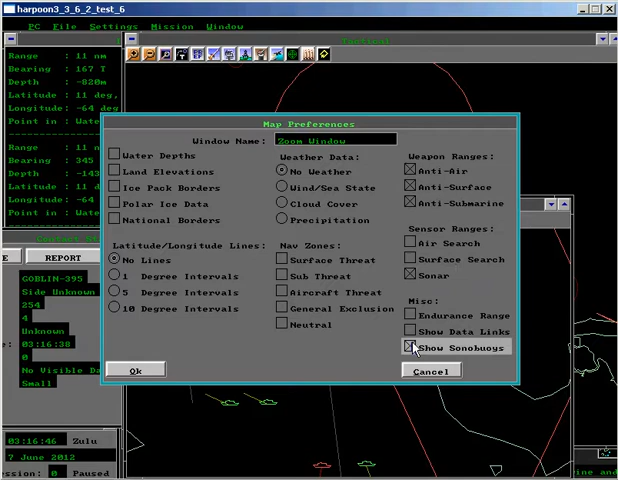 harpoon3_3_6_2_test_6
PC File Settings Mission Window
Tactical
Range : 11 nm
Bearing : 167 T
Depth : -820m
Latitude : 11 deg
Longitude: -64 deg
Point in : Wate
Range : 11 nm
Bearing : 345
Depth : -143
Latitude : 11
Longitude: -64
Point in : Wate
Map Preferences
Window Name: Zoom Window
Water Depths
Land Elevations
Ice Pack Borders
Polar Ice Data
National Borders
Weather Data:
No Weather
Wind/Sea State
Cloud Cover
Precipitation
Weapon Ranges:
Anti-Air
Anti-Surface
Anti-Submarine
Latitude/Longitude Lines:
No Lines
1 Degree Intervals
5 Degree Intervals
10 Degree Intervals
Nav Zones:
Surface Threat
Sub Threat
Aircraft Threat
General Exclusion
Neutral
Sensor Ranges:
Air Search
Surface Search
Sonar
Misc:
Endurance Range
Show Data Links
Show Sonobuoys
Ok
Cancel
E REPORT
GOBLIN-395
Side Unknown
254
4
Unknown
03:16:38
0
No Visible Da
Small
03:16:46 Zulu
7 June 2012
ession: 0 Paused
ine and